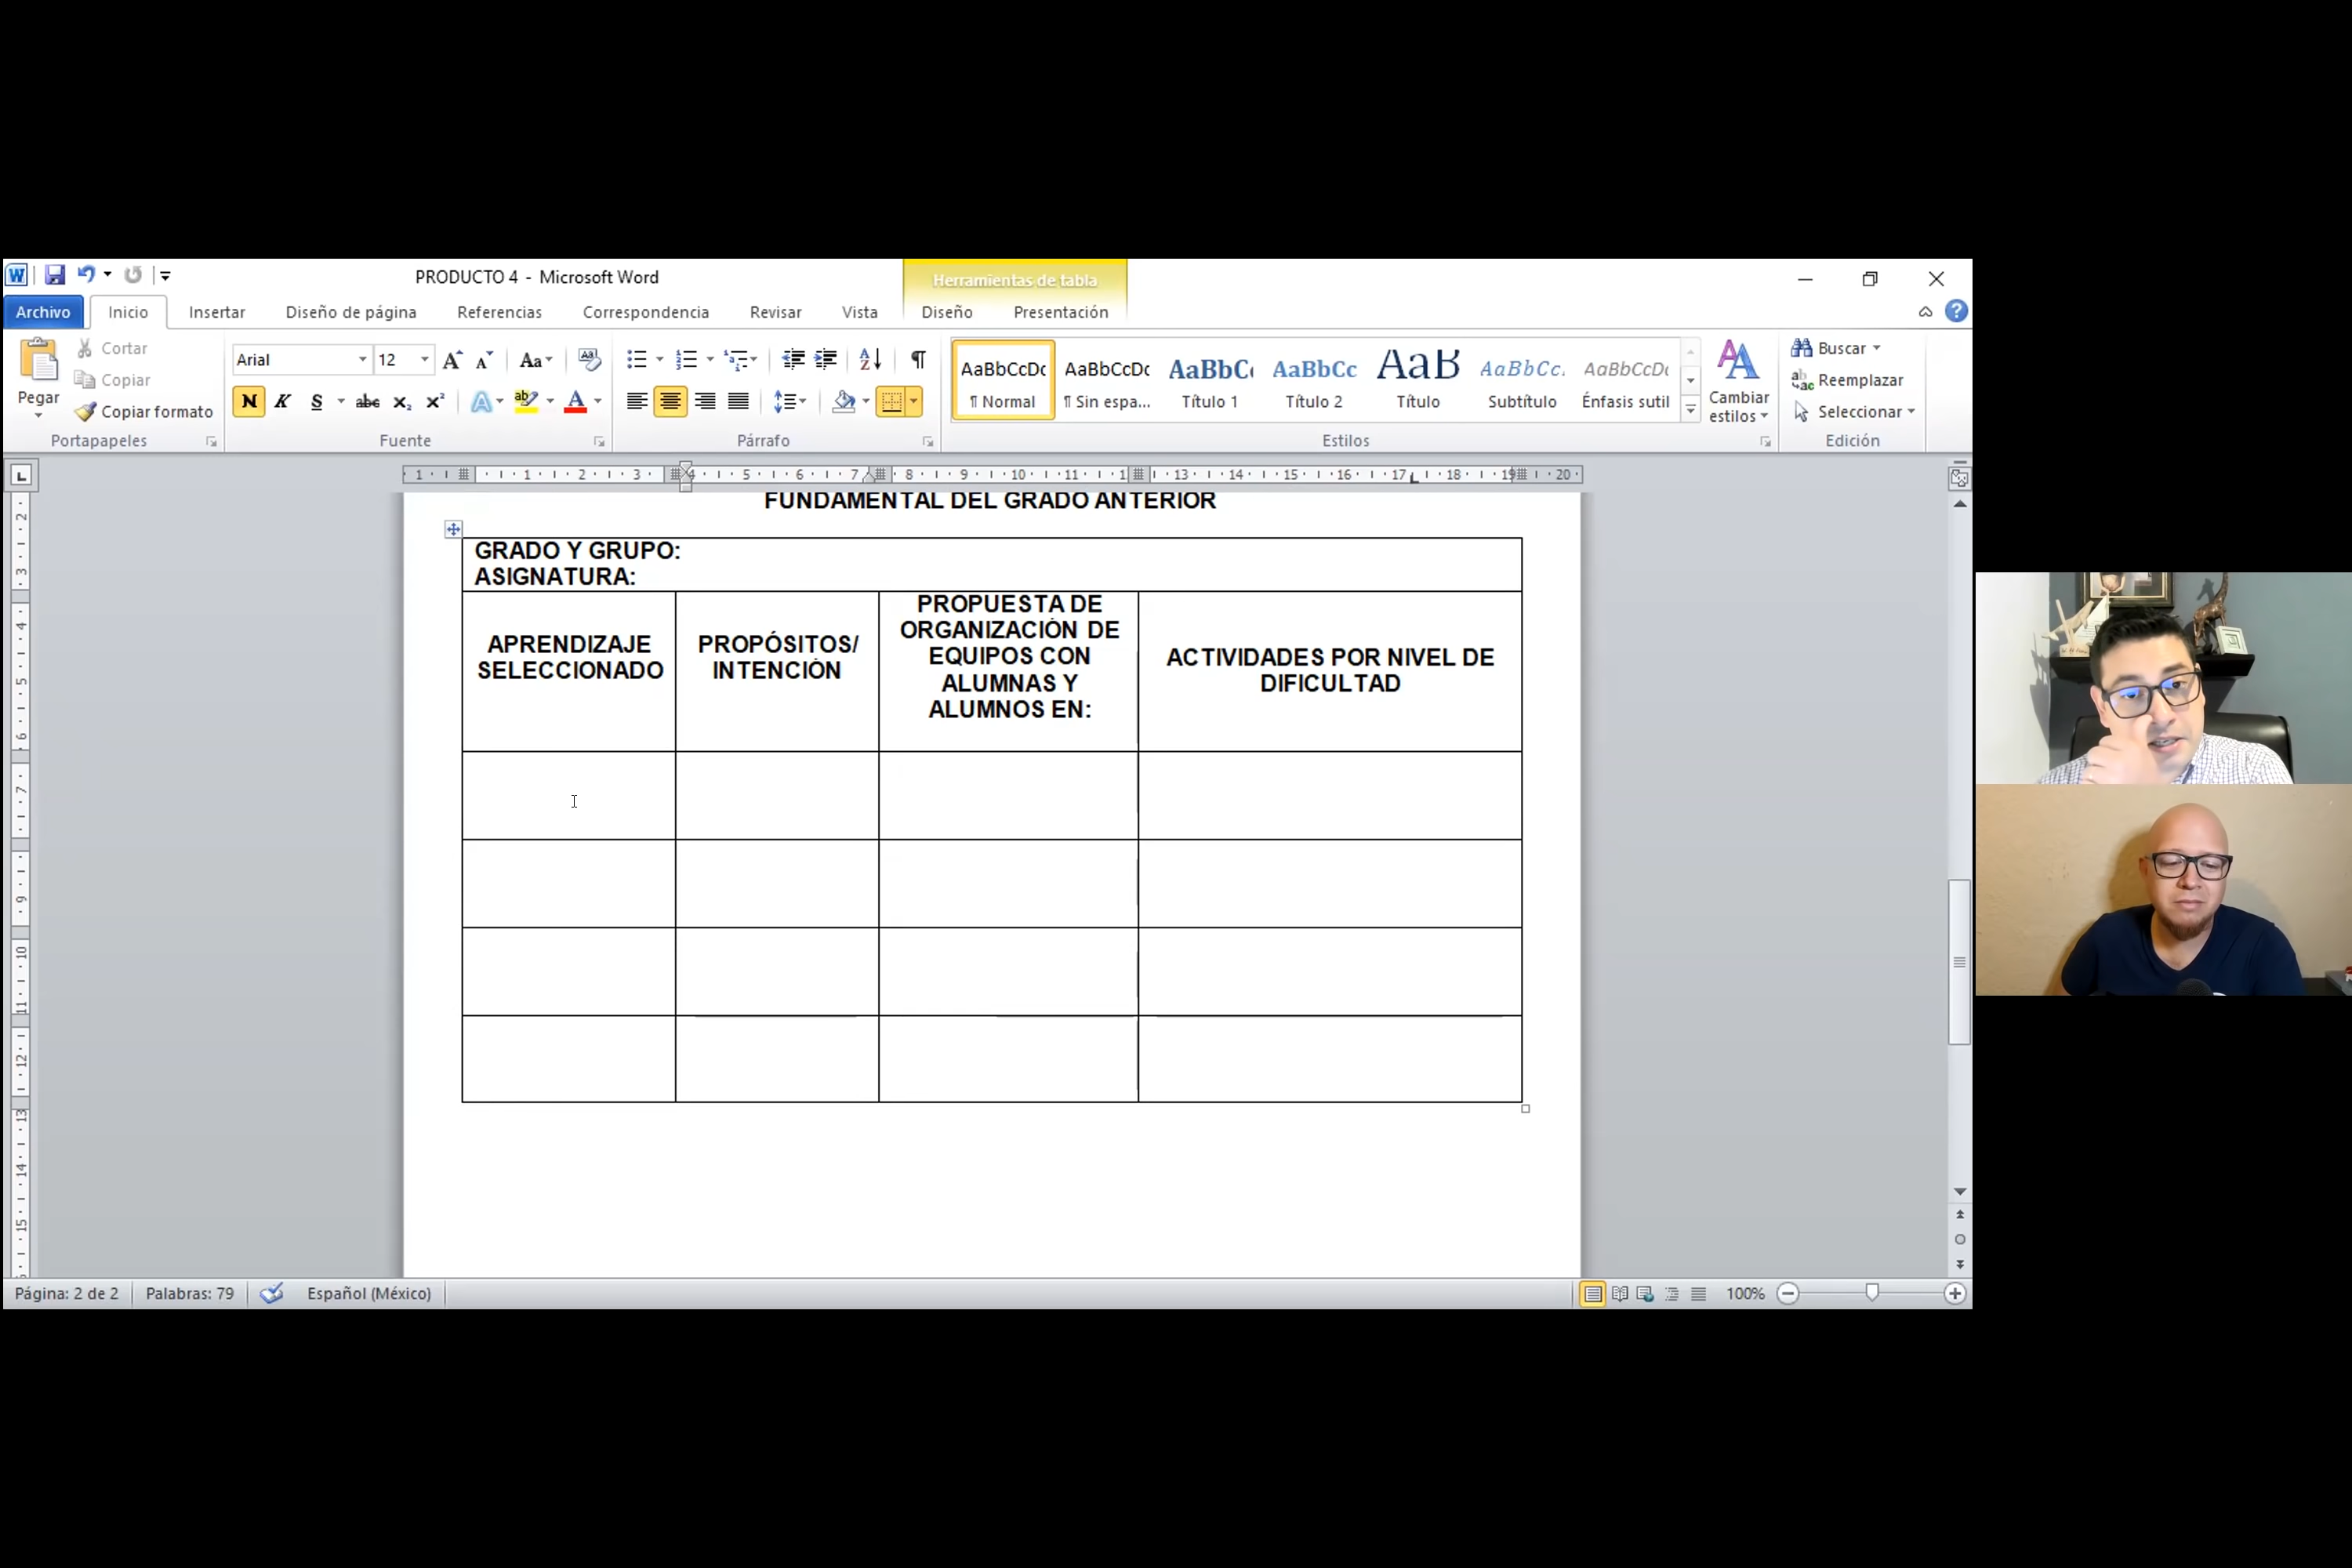 PRODUCTO 4 - Microsoft Word
Herramientas de tabla
Archivo Inicio Insertar Diseño de página Referencias Correspondencia Revisar Vista Diseño Presentación
Pegar
Cortar
Copiar
Copiar formato
Portapapeles
Arial 12
Fuente
Párrafo
AaBbCcDc AaBbCcDc AaBbC AaBbCc AaB AaBbCc. AaBbCcDc
¶ Normal ¶ Sin espa... Título 1 Título 2 Título Subtítulo Énfasis sutil
Estilos
Cambiar
estilos
Buscar
Reemplazar
Seleccionar
Edición
FUNDAMENTAL DEL GRADO ANTERIOR
GRADO Y GRUPO:
ASIGNATURA:
APRENDIZAJE
SELECCIONADO
PROPÓSITOS/
INTENCIÓN
PROPUESTA DE
ORGANIZACIÓN DE
EQUIPOS CON
ALUMNAS Y
ALUMNOS EN:
ACTIVIDADES POR NIVEL DE
DIFICULTAD
Página: 2 de 2 Palabras: 79 Español (México) 100%